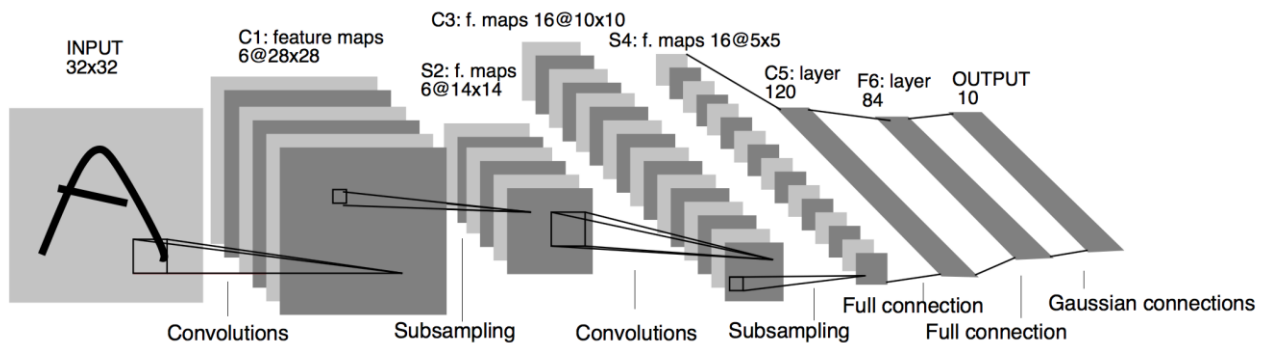 INPUT
32x32
C1: feature maps
6@28x28
S2: f. maps
6@14x14
C3: f. maps 16@10x10
S4: f. maps 16@5x5
C5: layer
120
F6: layer
84
OUTPUT
10
Convolutions
Subsampling
Convolutions
Subsampling
Full connection
Full connection
Gaussian connections